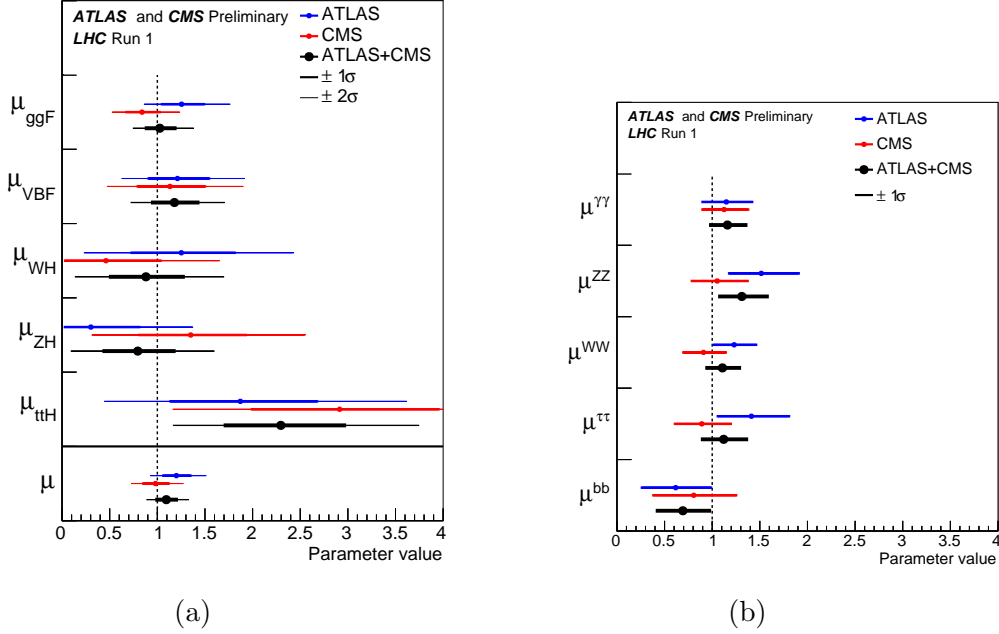 ATLAS and CMS Preliminary
LHC Run 1
ATLAS
CMS
ATLAS+CMS
± 1σ
± 2σ
μggF
μVBF
μWH
μZH
μttH
μ
0 0.5 1 1.5 2 2.5 3 3.5 4
Parameter value
(a)
ATLAS and CMS Preliminary
LHC Run 1
ATLAS
CMS
ATLAS+CMS
± 1σ
μγγ
μZZ
μWW
μττ
μbb
0 0.5 1 1.5 2 2.5 3 3.5 4
Parameter value
(b)